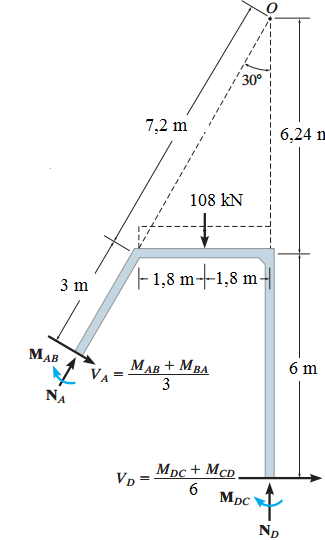 O
30°
7,2 m
6,24 m
108 kN
1,8 m
1,8 m
3 m
6 m
M_AB
N_A
V_A = (M_AB + M_BA) / 3
V_D = (M_DC + M_CD) / 6
M_DC
N_D